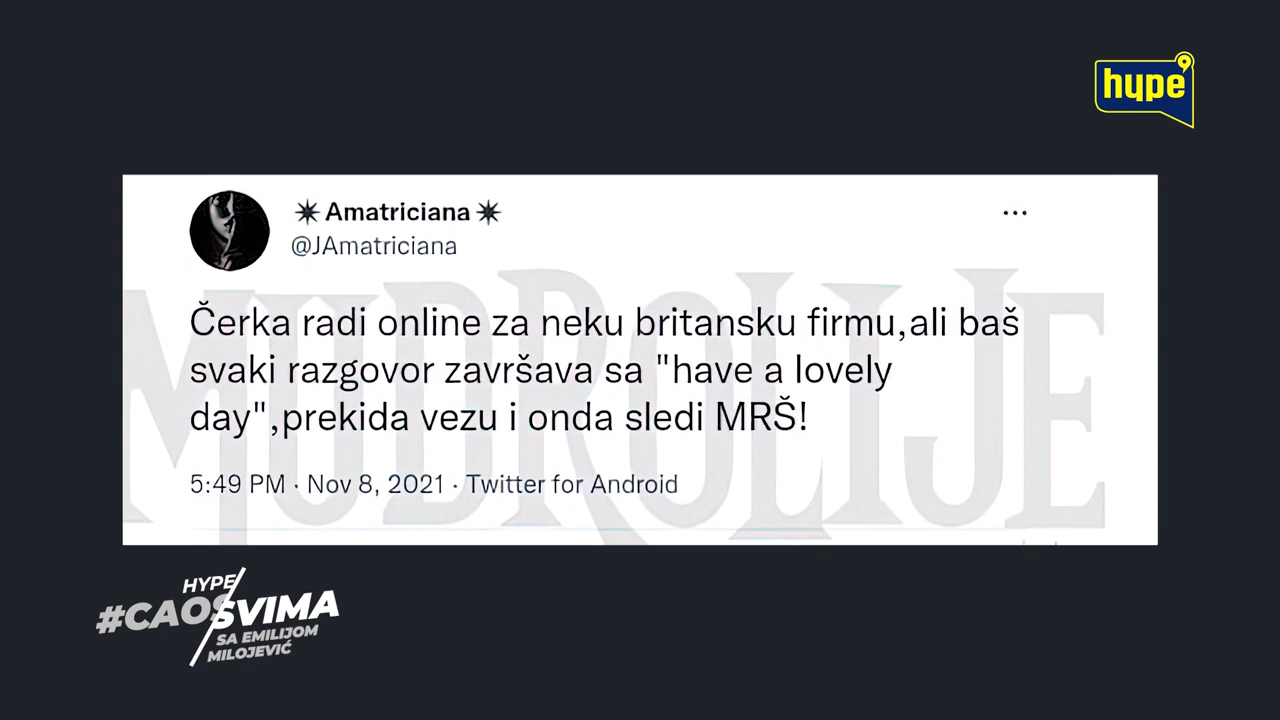 hype
✷ Amatriciana ✷
...
@JAmatriciana
Čerka radi online za neku britansku firmu,ali baš
svaki razgovor završava sa "have a lovely
day",prekida vezu i onda sledi MRŠ!
5:49 PM · Nov 8, 2021 · Twitter for Android
MUDROLIJE
HYPE
#CAOSVIMA
SA EMILIJOM
MILOJEVIĆ